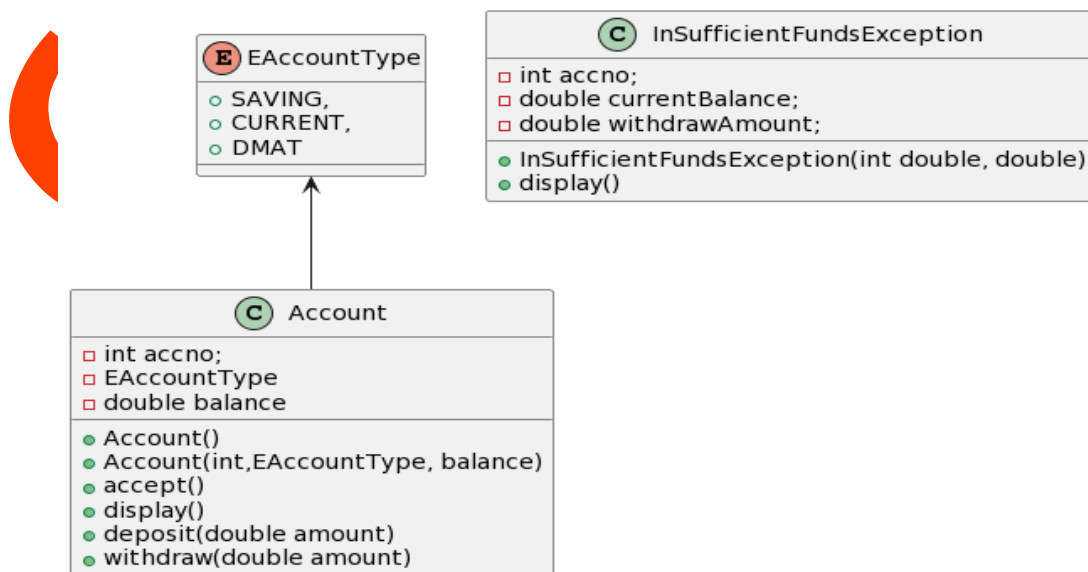 E EAccountType
SAVING,
CURRENT,
DMAT
C InSufficientFundsException
int accno;
double currentBalance;
double withdrawAmount;
InSufficientFundsException(int double, double)
display()
C Account
int accno;
EAccountType
double balance
Account()
Account(int,EAccountType, balance)
accept()
display()
deposit(double amount)
withdraw(double amount)